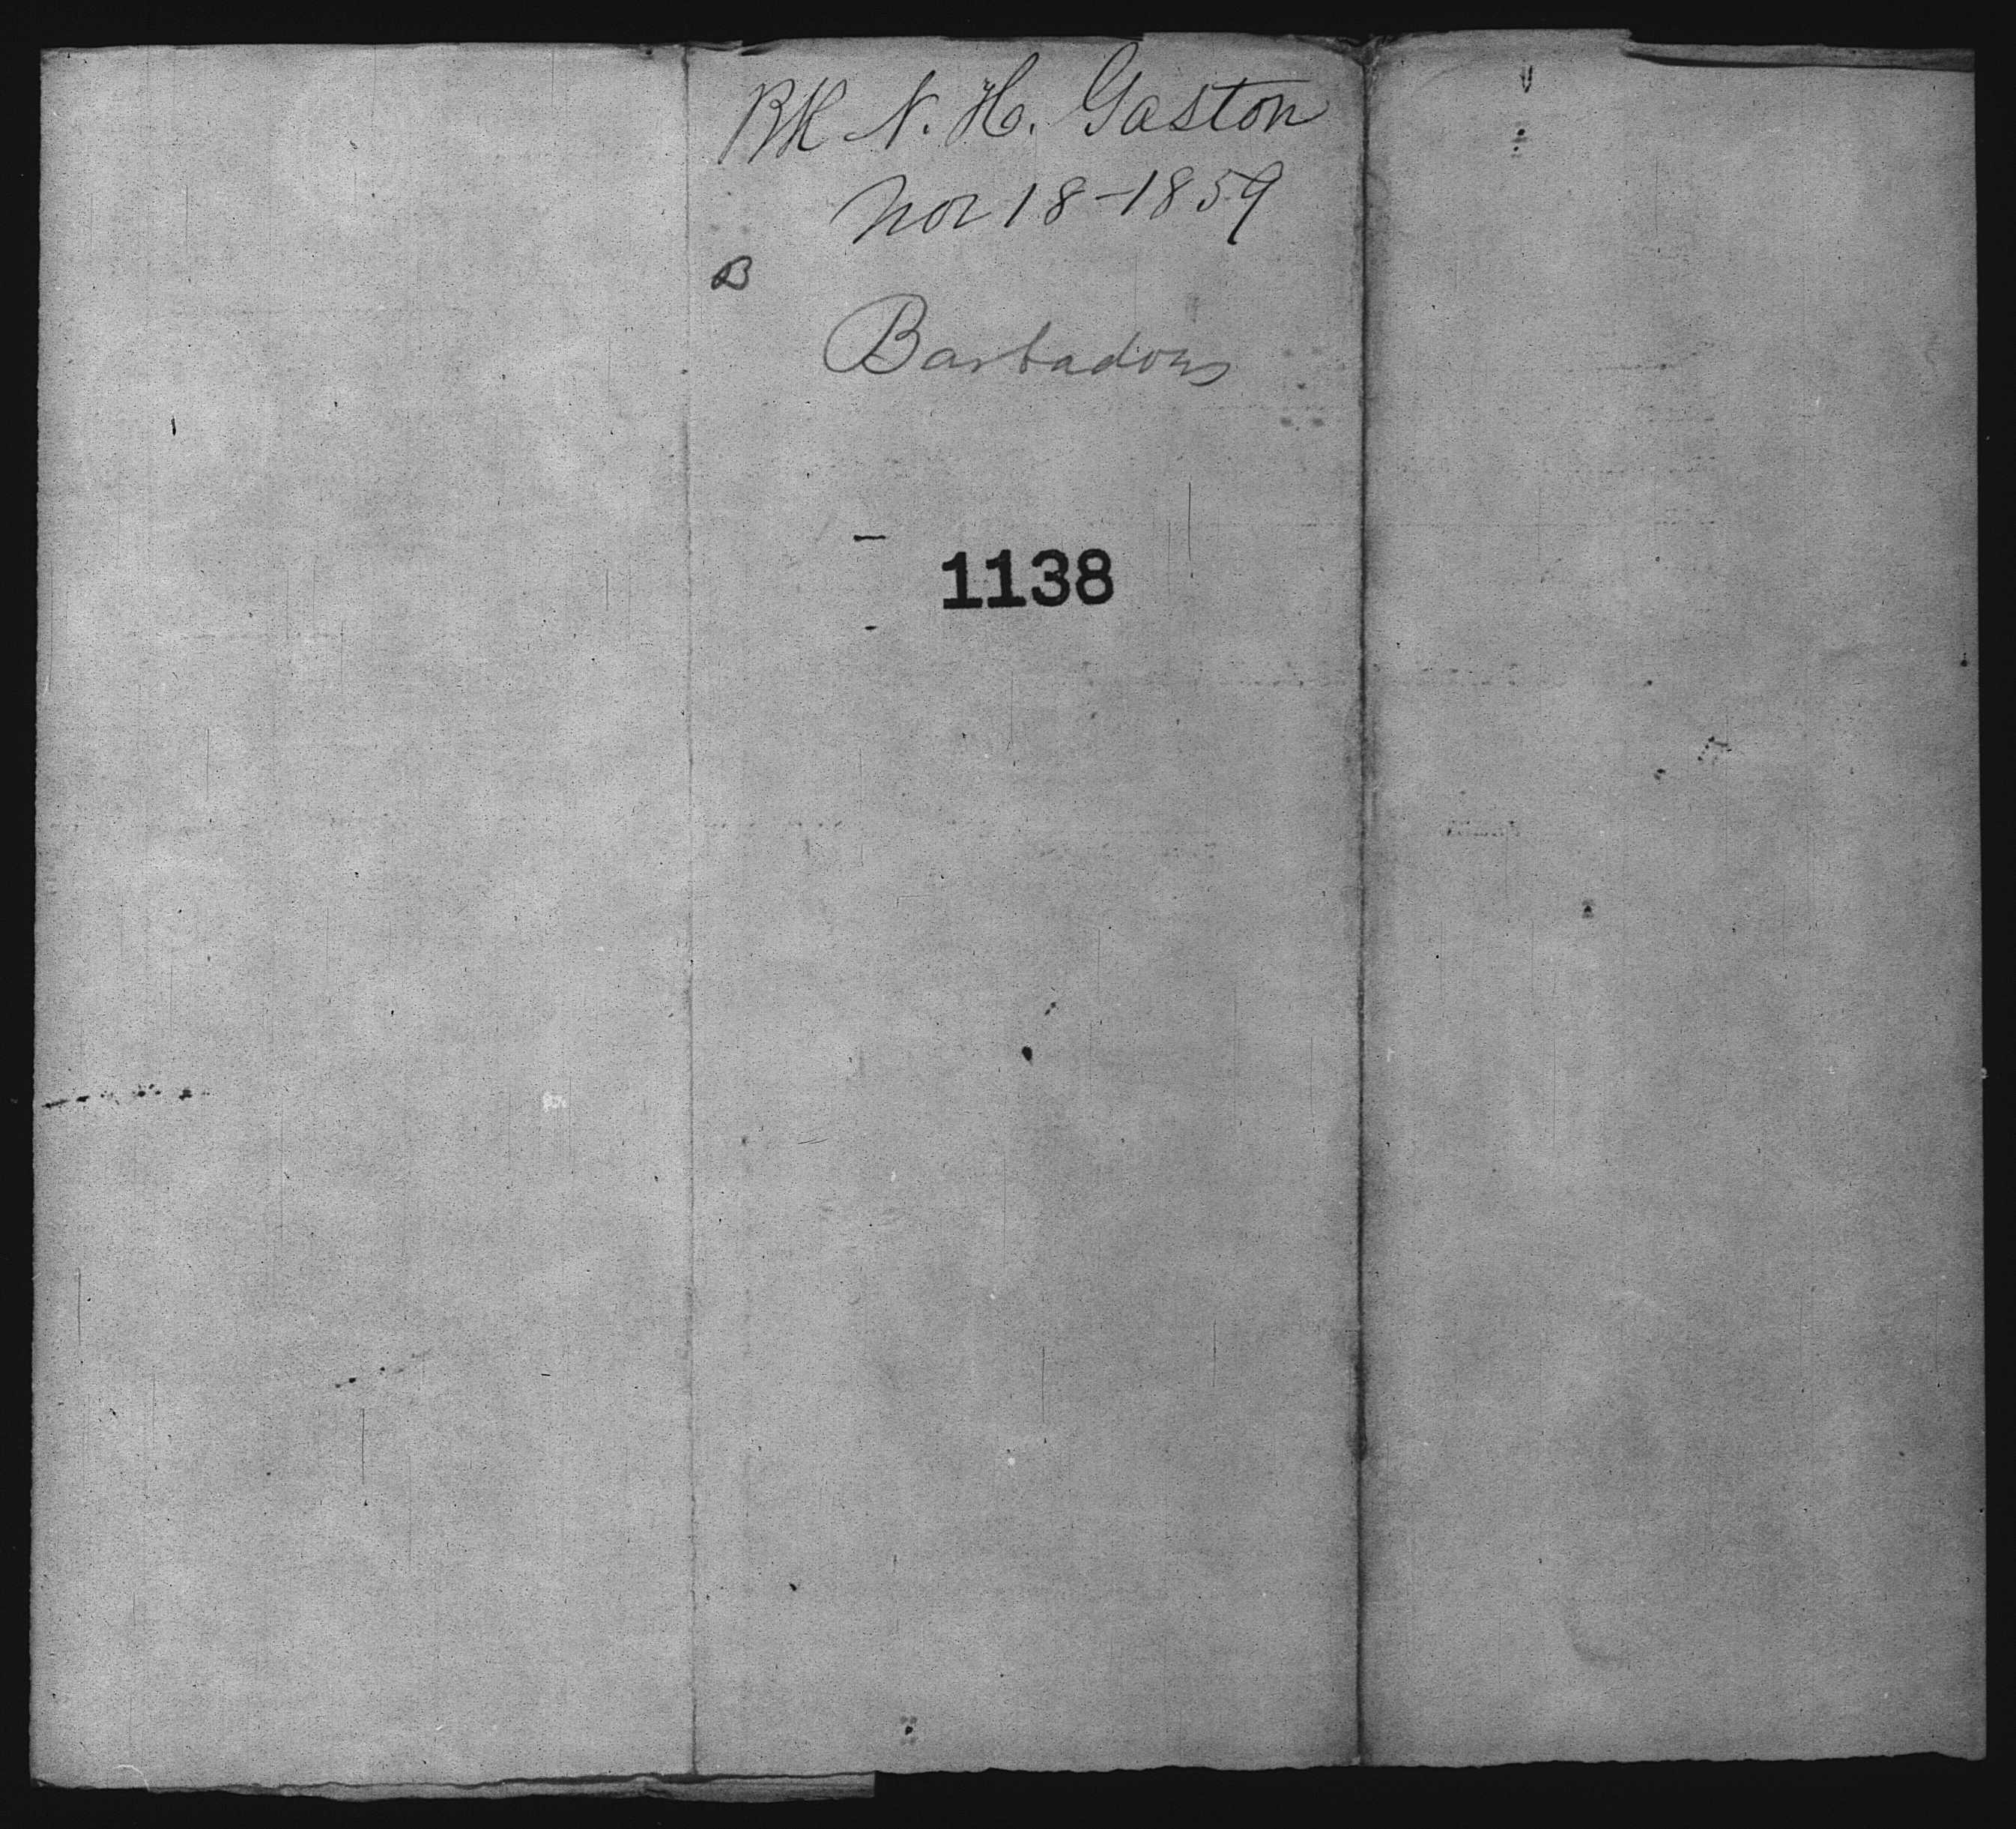 BK N. H. Gaston
Nov 18-1859
B
Barbadoes
1138